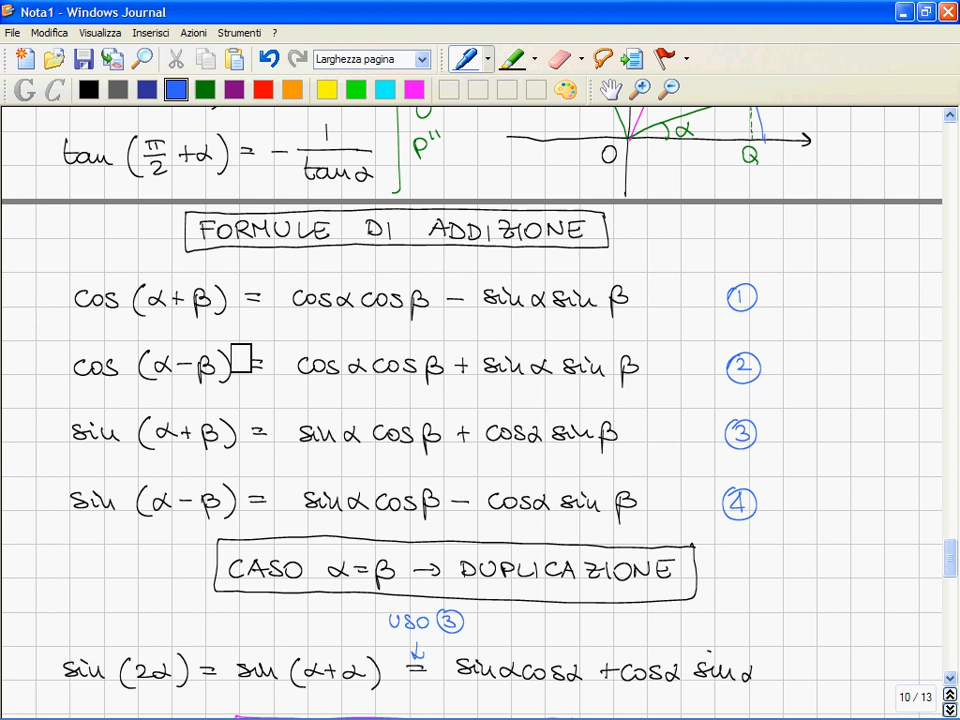 Nota1 - Windows Journal
File Modifica Visualizza Inserisci Azioni Strumenti ?
Larghezza pagina
G C
tan (π/2 + α) = - 1/tan α
P''
α
O
Q
FORMULE DI ADDIZIONE
cos (α + β) = cos α cos β - sin α sin β ①
cos (α - β) = cos α cos β + sin α sin β ②
sin (α + β) = sin α cos β + cos α sin β ③
sin (α - β) = sin α cos β - cos α sin β ④
CASO α = β → DUPLICAZIONE
USO ③
↓
sin (2α) = sin (α + α) = sin α cos α + cos α sin α
10 / 13